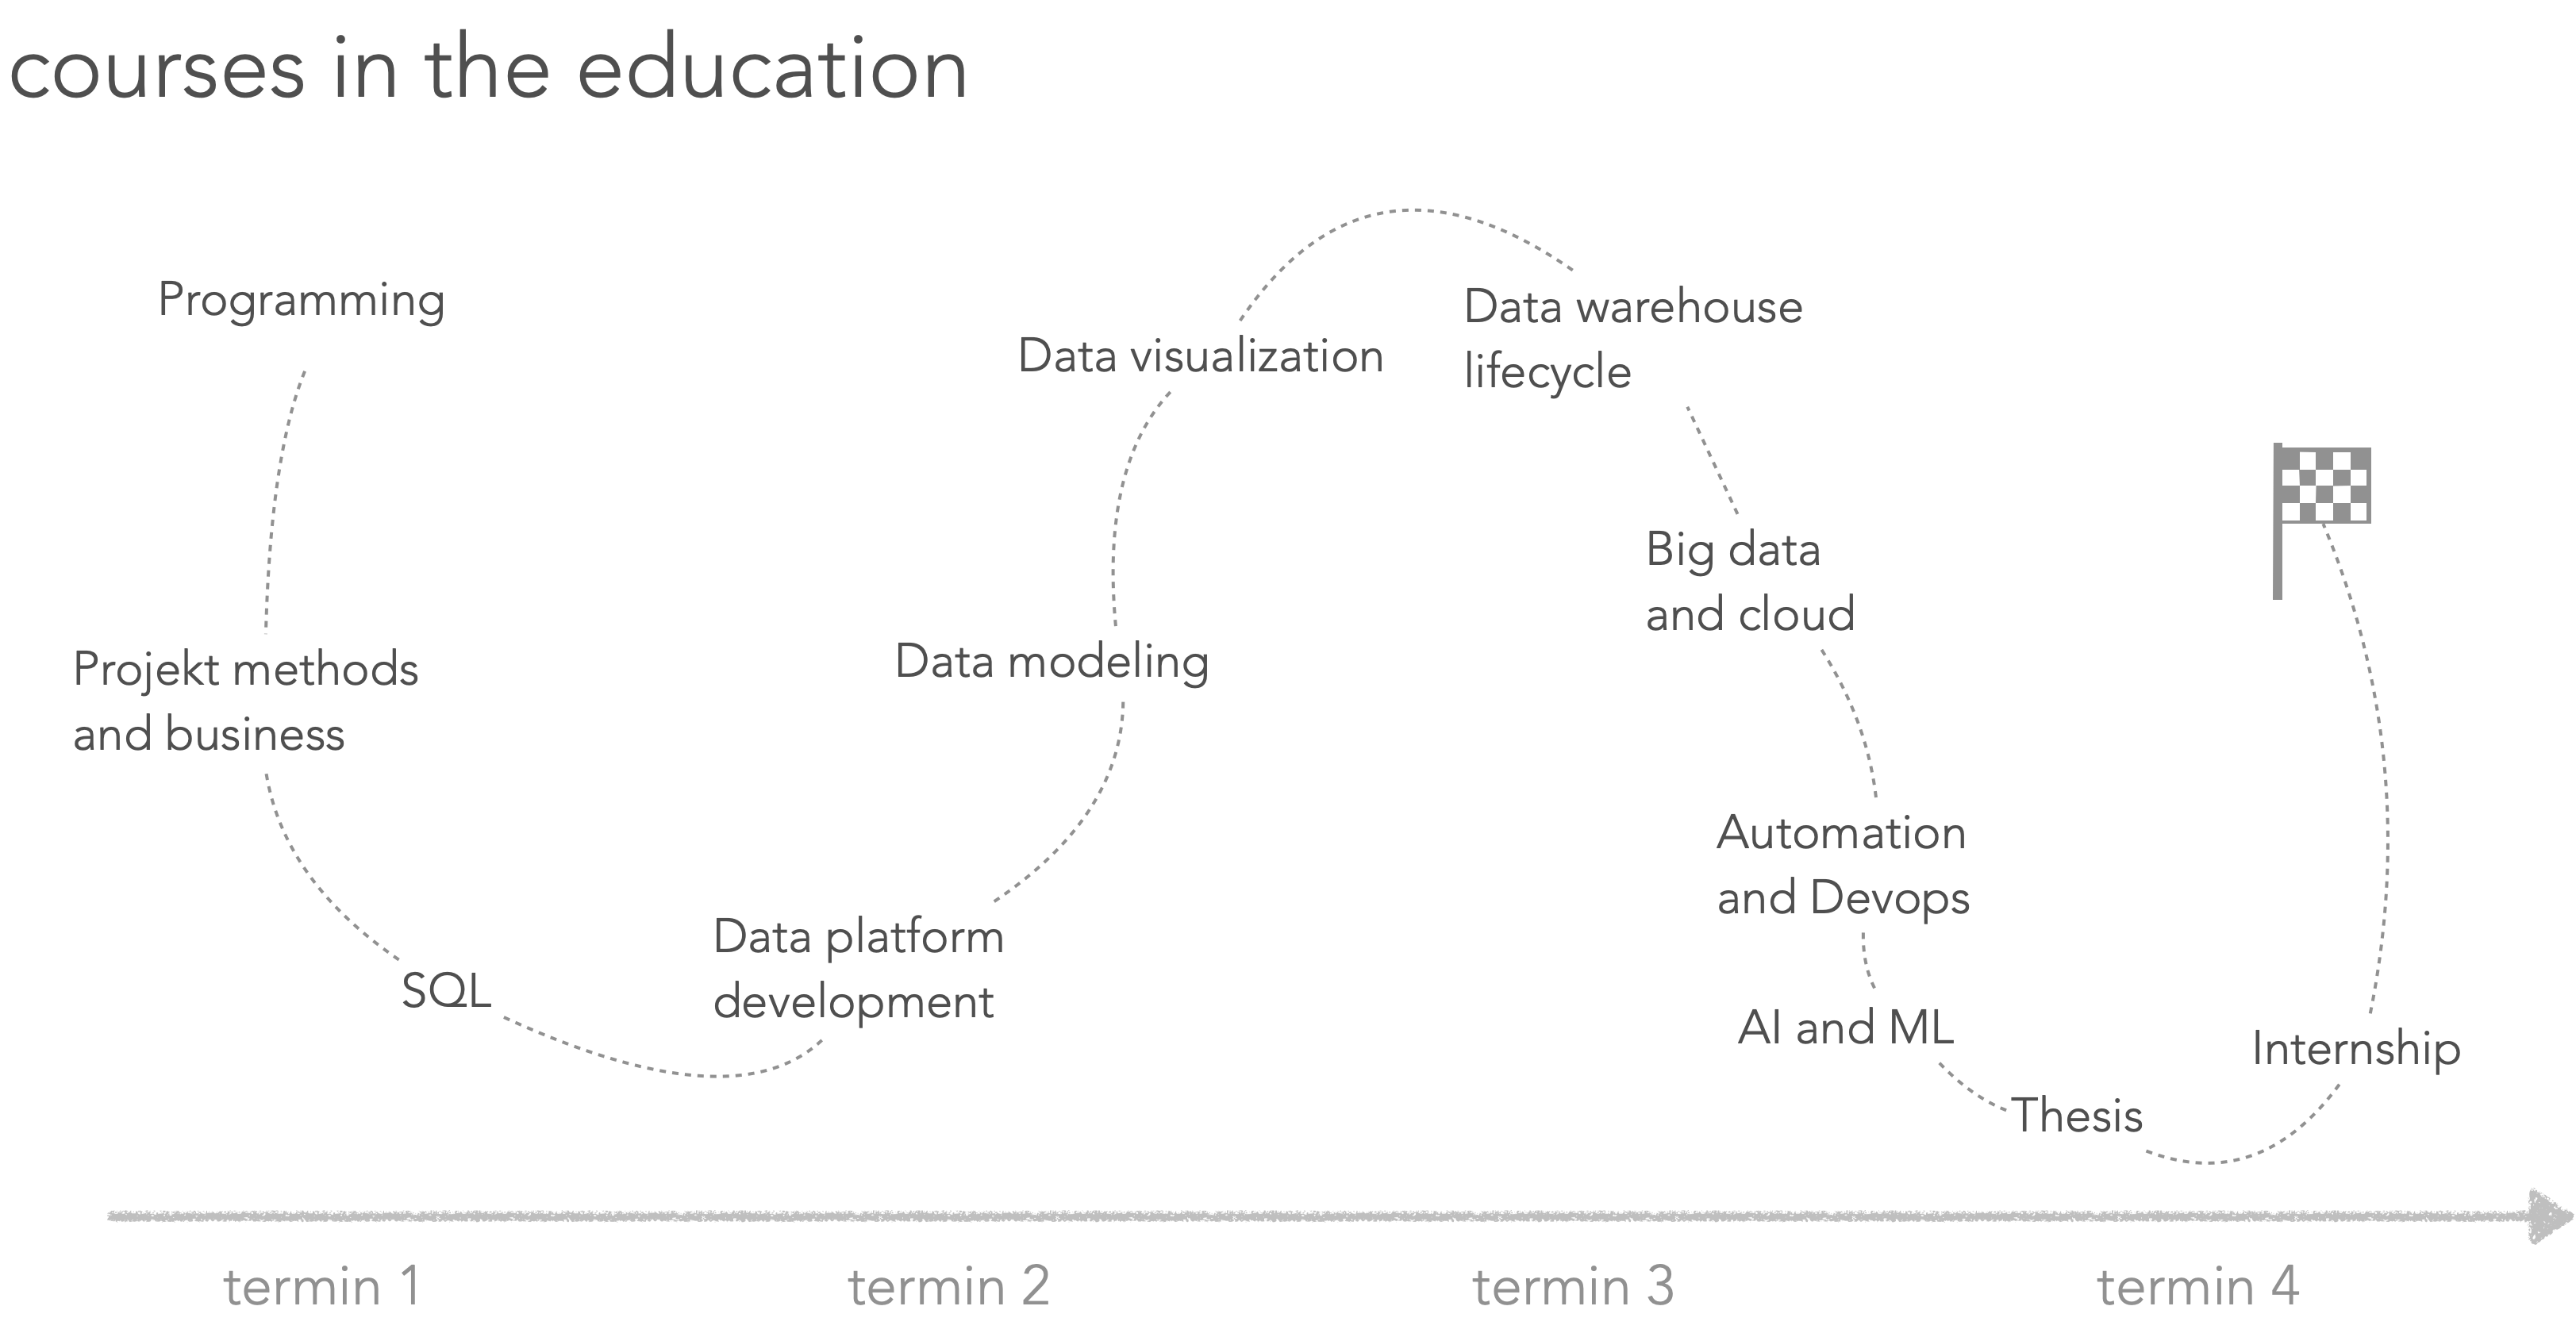 courses in the education
Programming
Projekt methods
and business
SQL
Data platform
development
Data modeling
Data visualization
Data warehouse
lifecycle
Big data
and cloud
Automation
and Devops
AI and ML
Thesis
Internship
termin 1
termin 2
termin 3
termin 4